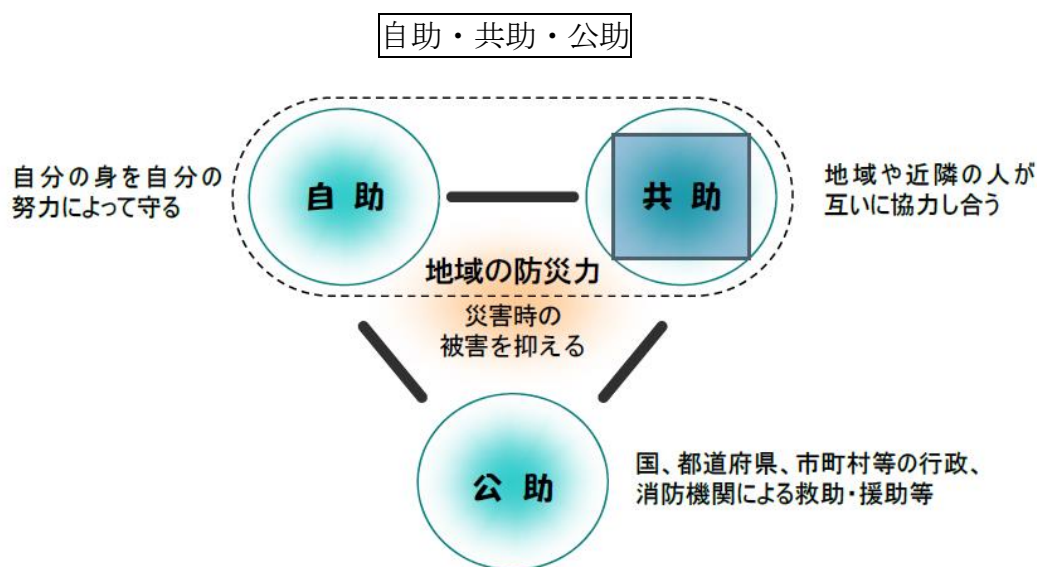 自助・共助・公助
自分の身を自分の
努力によって守る
自 助
共 助
地域や近隣の人が
互いに協力し合う
地域の防災力
災害時の
被害を抑える
公 助
国、都道府県、市町村等の行政、
消防機関による救助・援助等